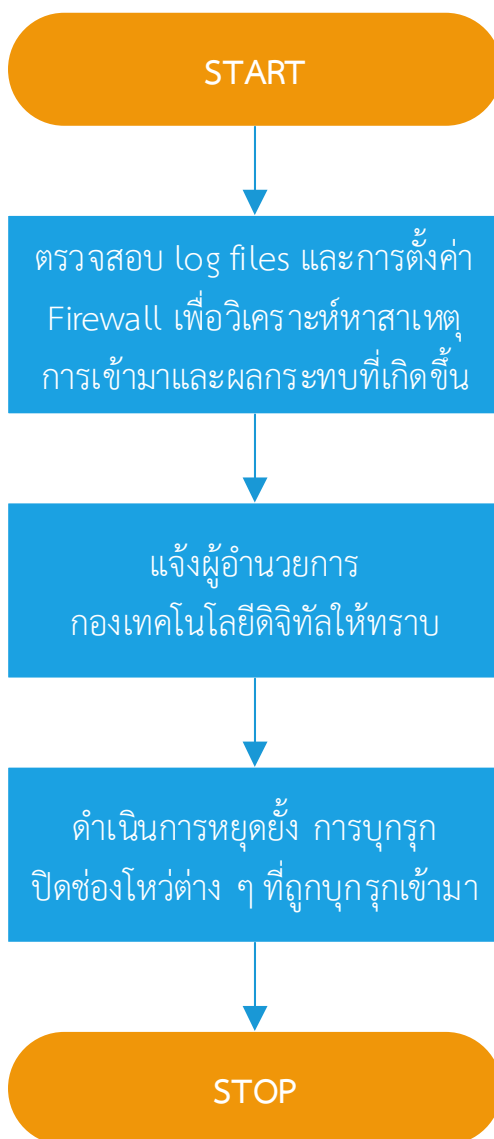 START
ตรวจสอบ log files และการตั้งค่า
Firewall เพื่อวิเคราะห์หาสาเหตุ
การเข้ามาและผลกระทบที่เกิดขึ้น
แจ้งผู้อำนวยการ
กองเทคโนโลยีดิจิทัลให้ทราบ
ดำเนินการหยุดยั้ง การบุกรุก
ปิดช่องโหว่ต่าง ๆ ที่ถูกบุกรุกเข้ามา
STOP